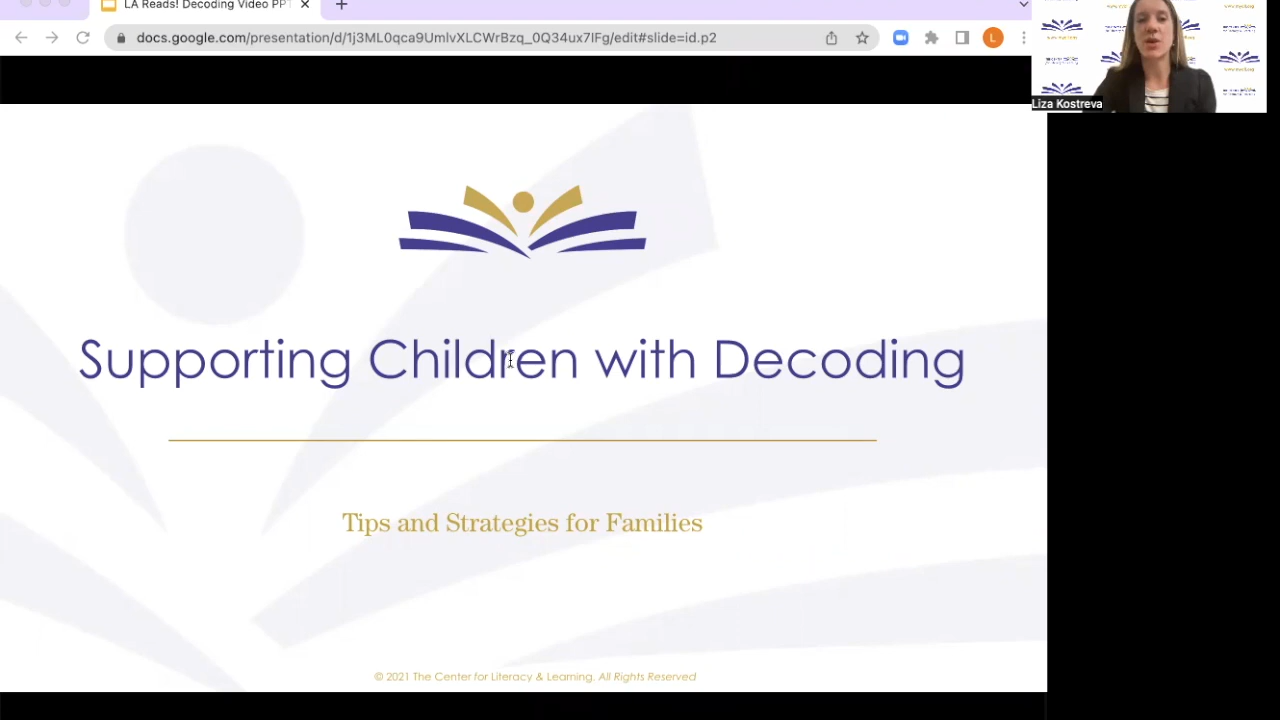 LA Reads! Decoding Video PPT
docs.google.com/presentation/d/1j3ML0qca9UmlvXLCWrBzq_0Q34ux7IFg/edit#slide=id.p2
L
Liza Kostreva
Supporting Children with Decoding
Tips and Strategies for Families
© 2021 The Center for Literacy & Learning. All Rights Reserved